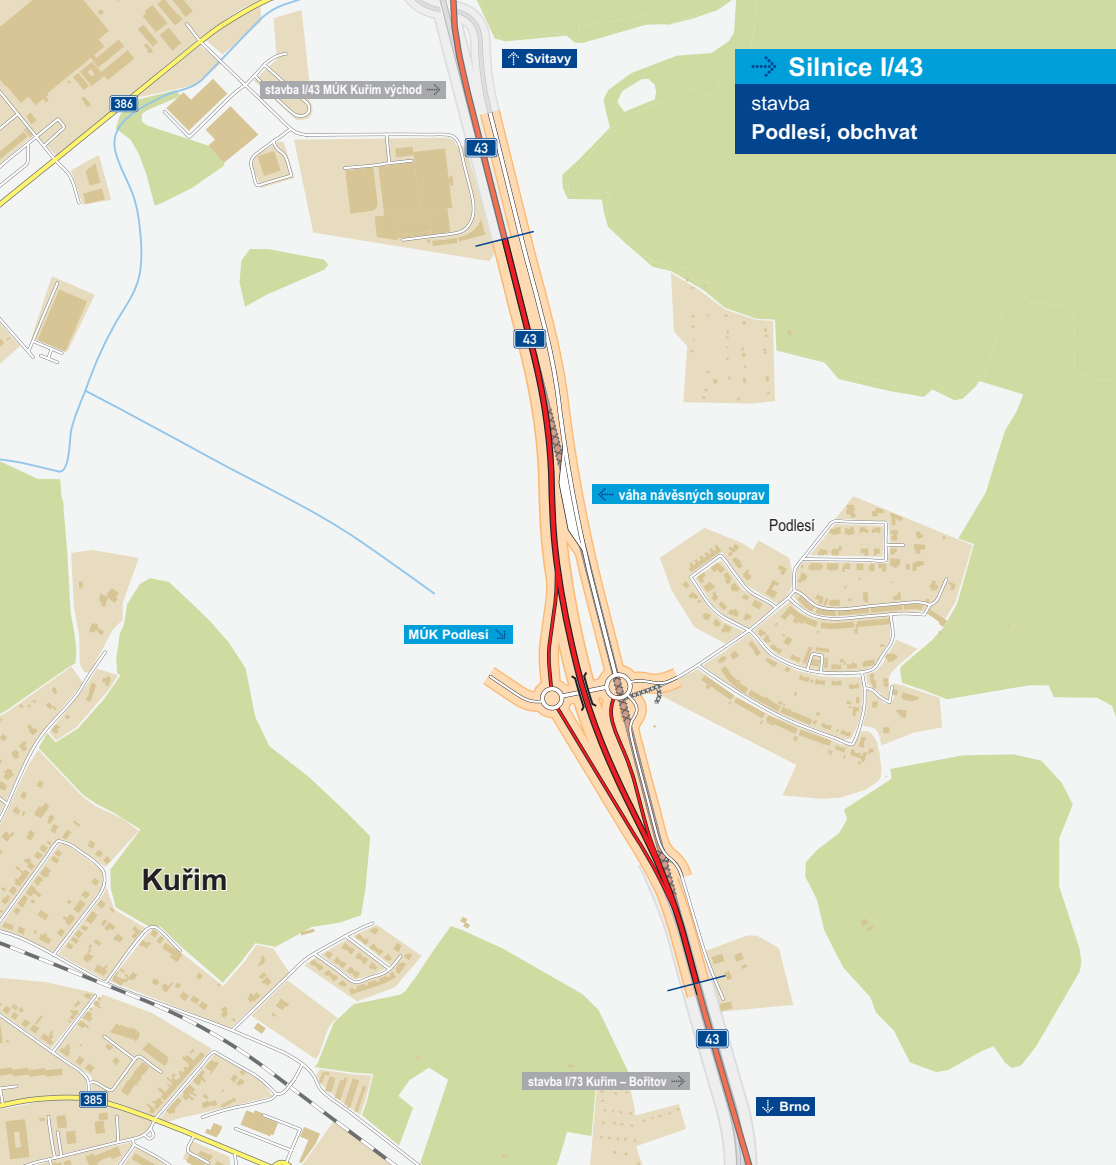 Svitavy
Silnice I/43
stavba I/43 MÚK Kuřim východ
stavba
386
Podlesí, obchvat
43
43
váha návěsných souprav
Podlesí
MÚK Podlesí
Kuřim
43
stavba I/73 Kuřim – Bořitov
385
Brno